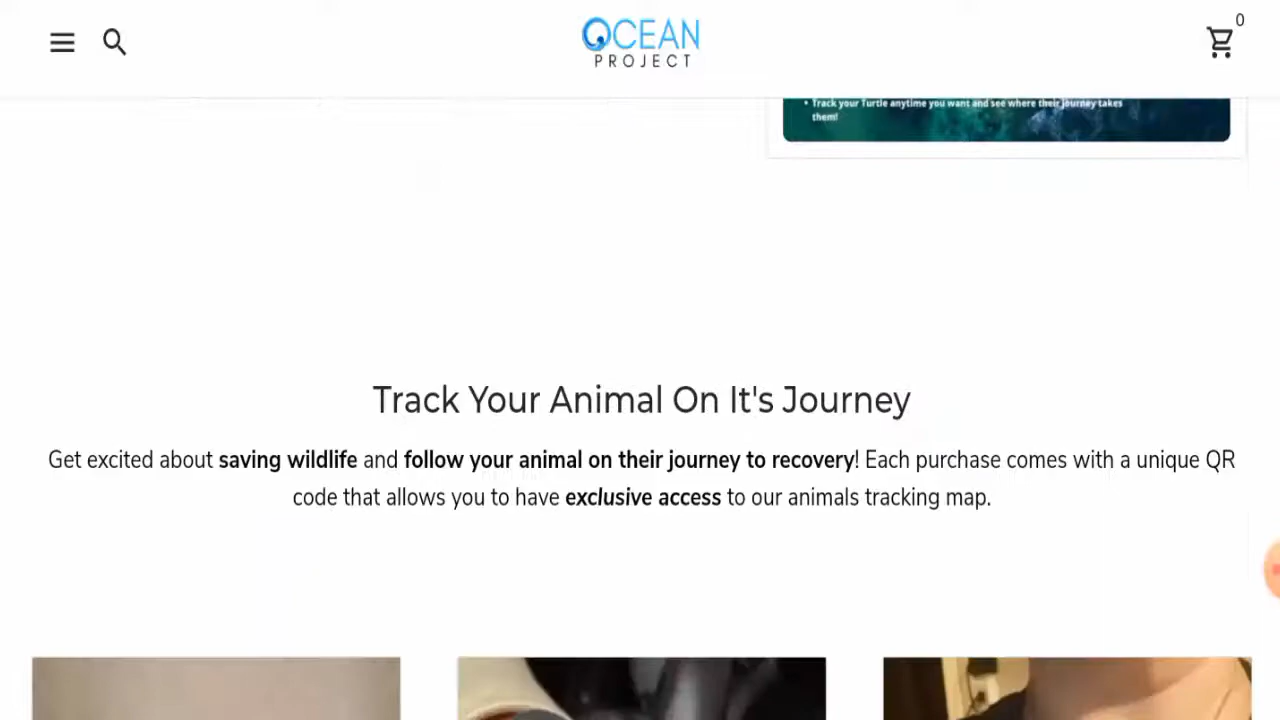 0
OCEAN
PROJECT
• Track your Turtle anytime you want and see where their journey takes
them!
Track Your Animal On It's Journey
Get excited about saving wildlife and follow your animal on their journey to recovery! Each purchase comes with a unique QR
code that allows you to have exclusive access to our animals tracking map.